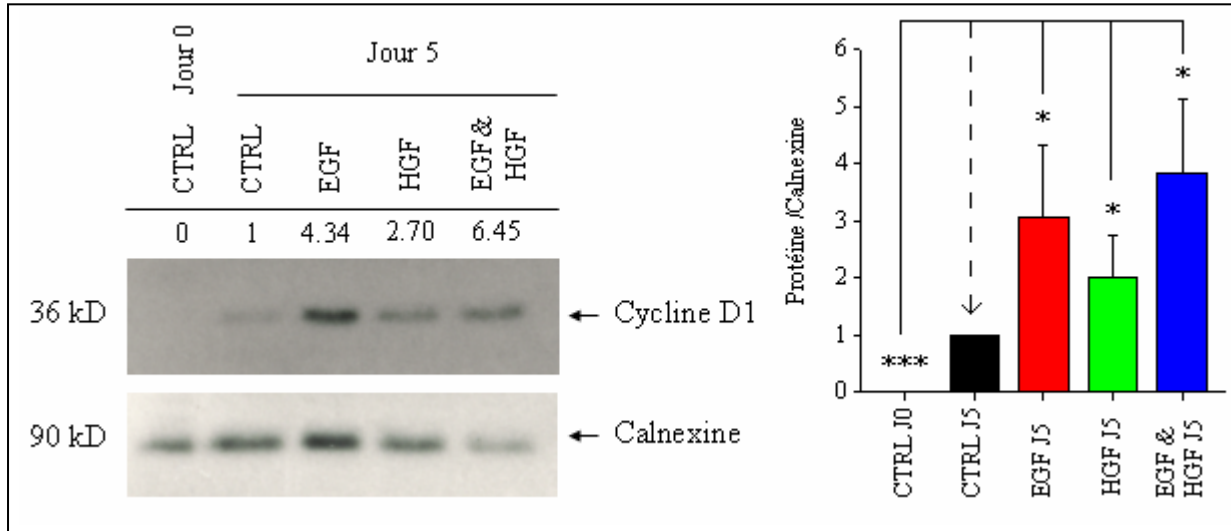 Jour 0
Jour 5
CTRL
CTRL
EGF
HGF
EGF &
HGF
0 1 4.34 2.70 6.45
36 kD
Cycline D1
90 kD
Calnexine
Protéine /Calnexine
6
5
4
3
2
1
0
***
*
*
*
CTRL J0
CTRL J5
EGF J5
HGF J5
EGF &
HGF J5